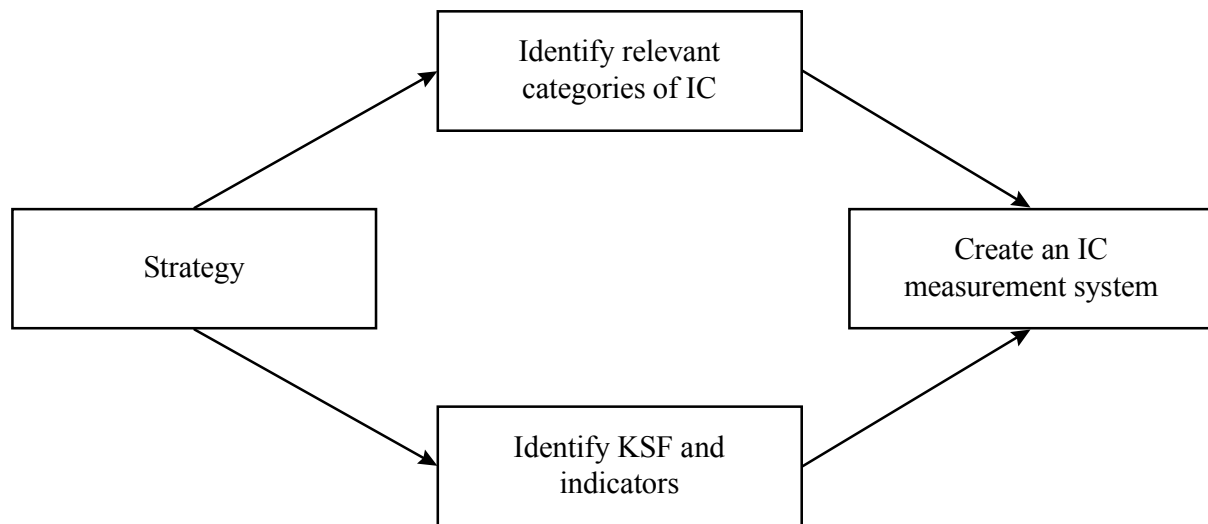 Identify relevant
categories of IC
Strategy
Create an IC
measurement system
Identify KSF and
indicators